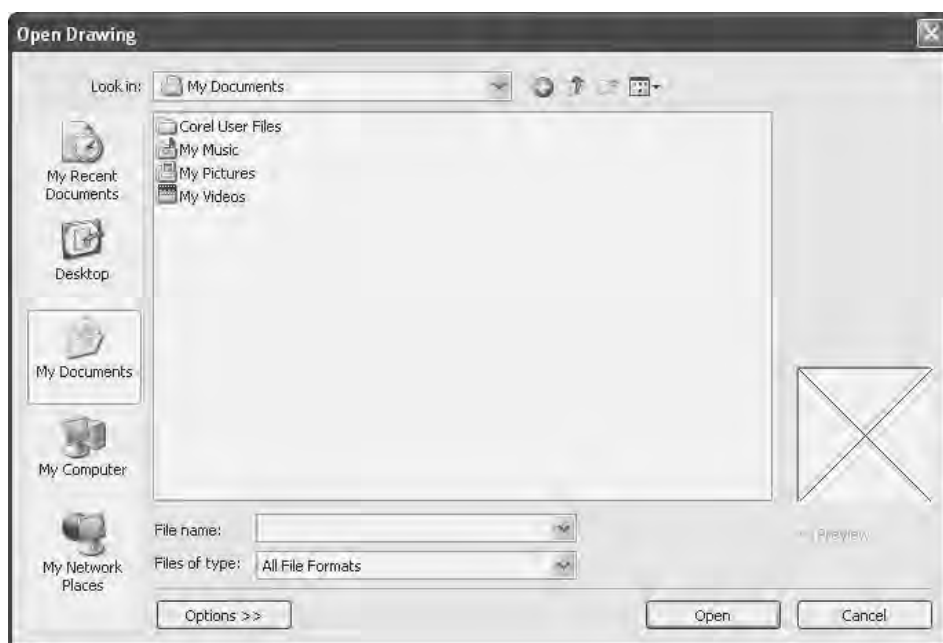 Open Drawing
Look in: My Documents
Corel User Files
My Music
My Pictures
My Videos
My Recent
Documents
Desktop
My Documents
My Computer
My Network
Places
File name:
Files of type: All File Formats
Preview
Options >>
Open
Cancel